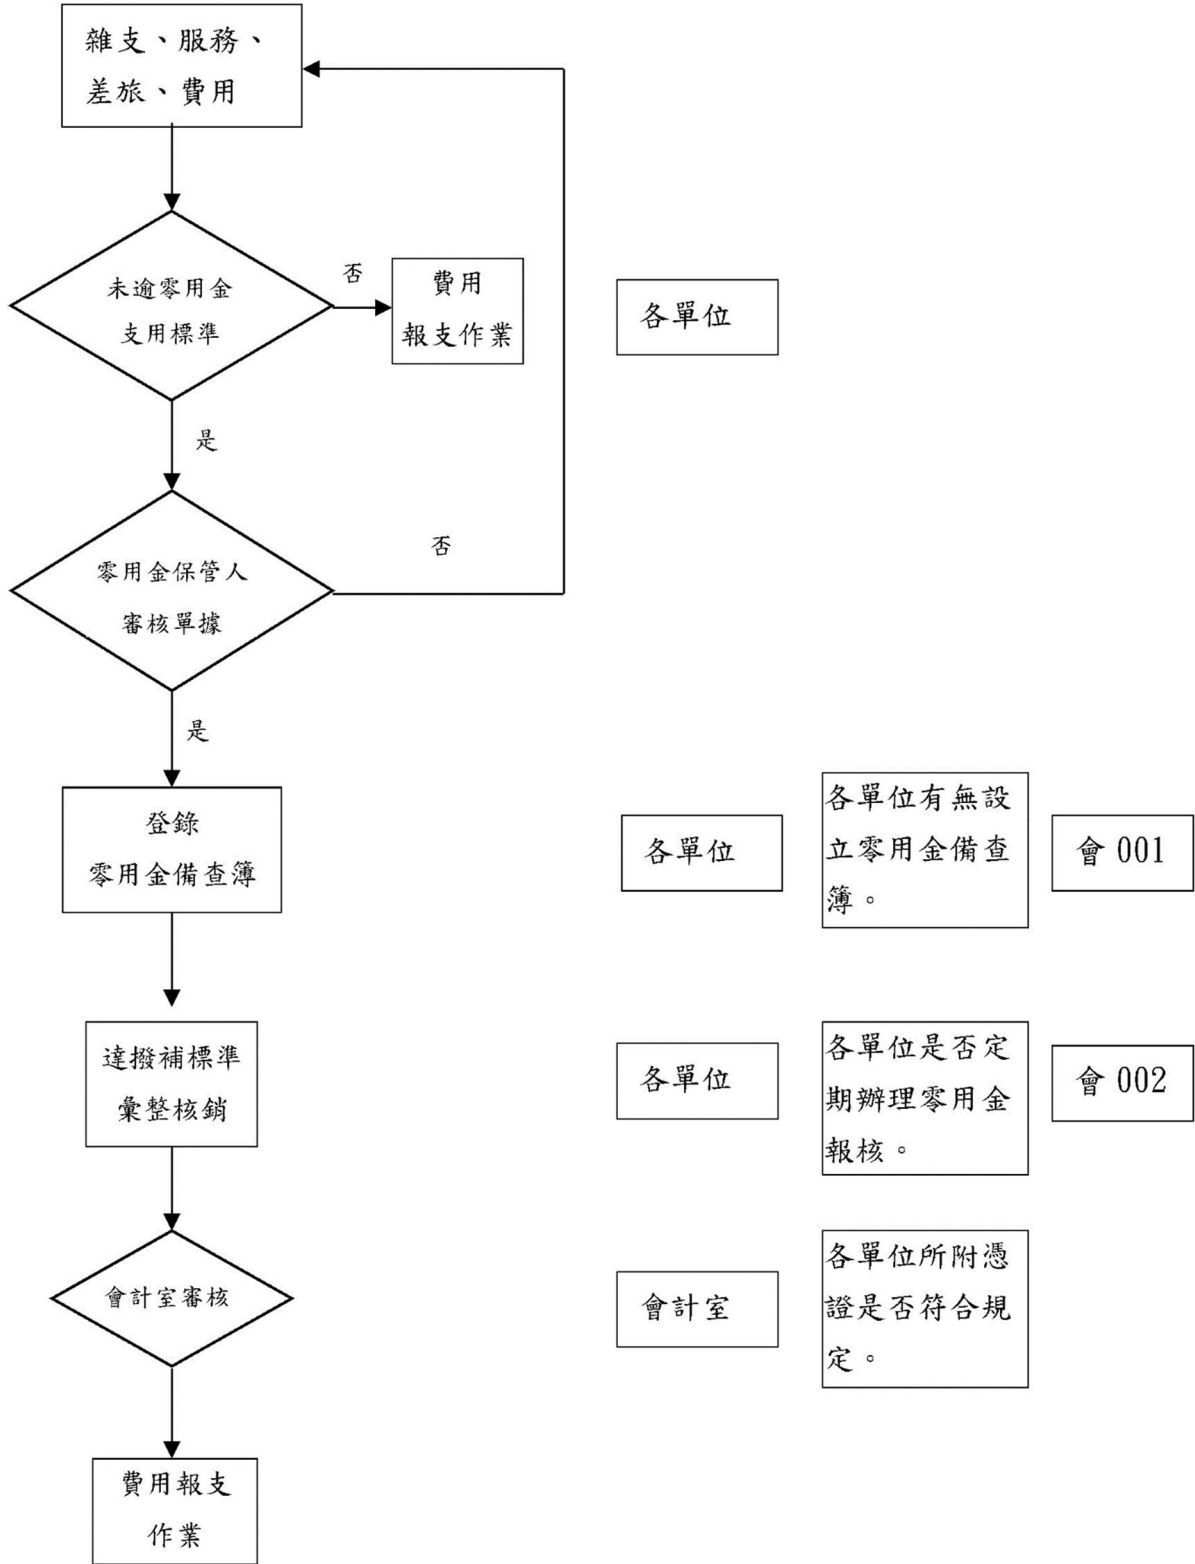 雜支、服務、
差旅、費用
未逾零用金
支用標準
否
費用
報支作業
各單位
是
零用金保管人
審核單據
否
是
登錄
零用金備查簿
各單位
各單位有無設
立零用金備查
簿。
會 001
達撥補標準
彙整核銷
各單位
各單位是否定
期辦理零用金
報核。
會 002
會計室審核
會計室
各單位所附憑
證是否符合規
定。
費用報支
作業